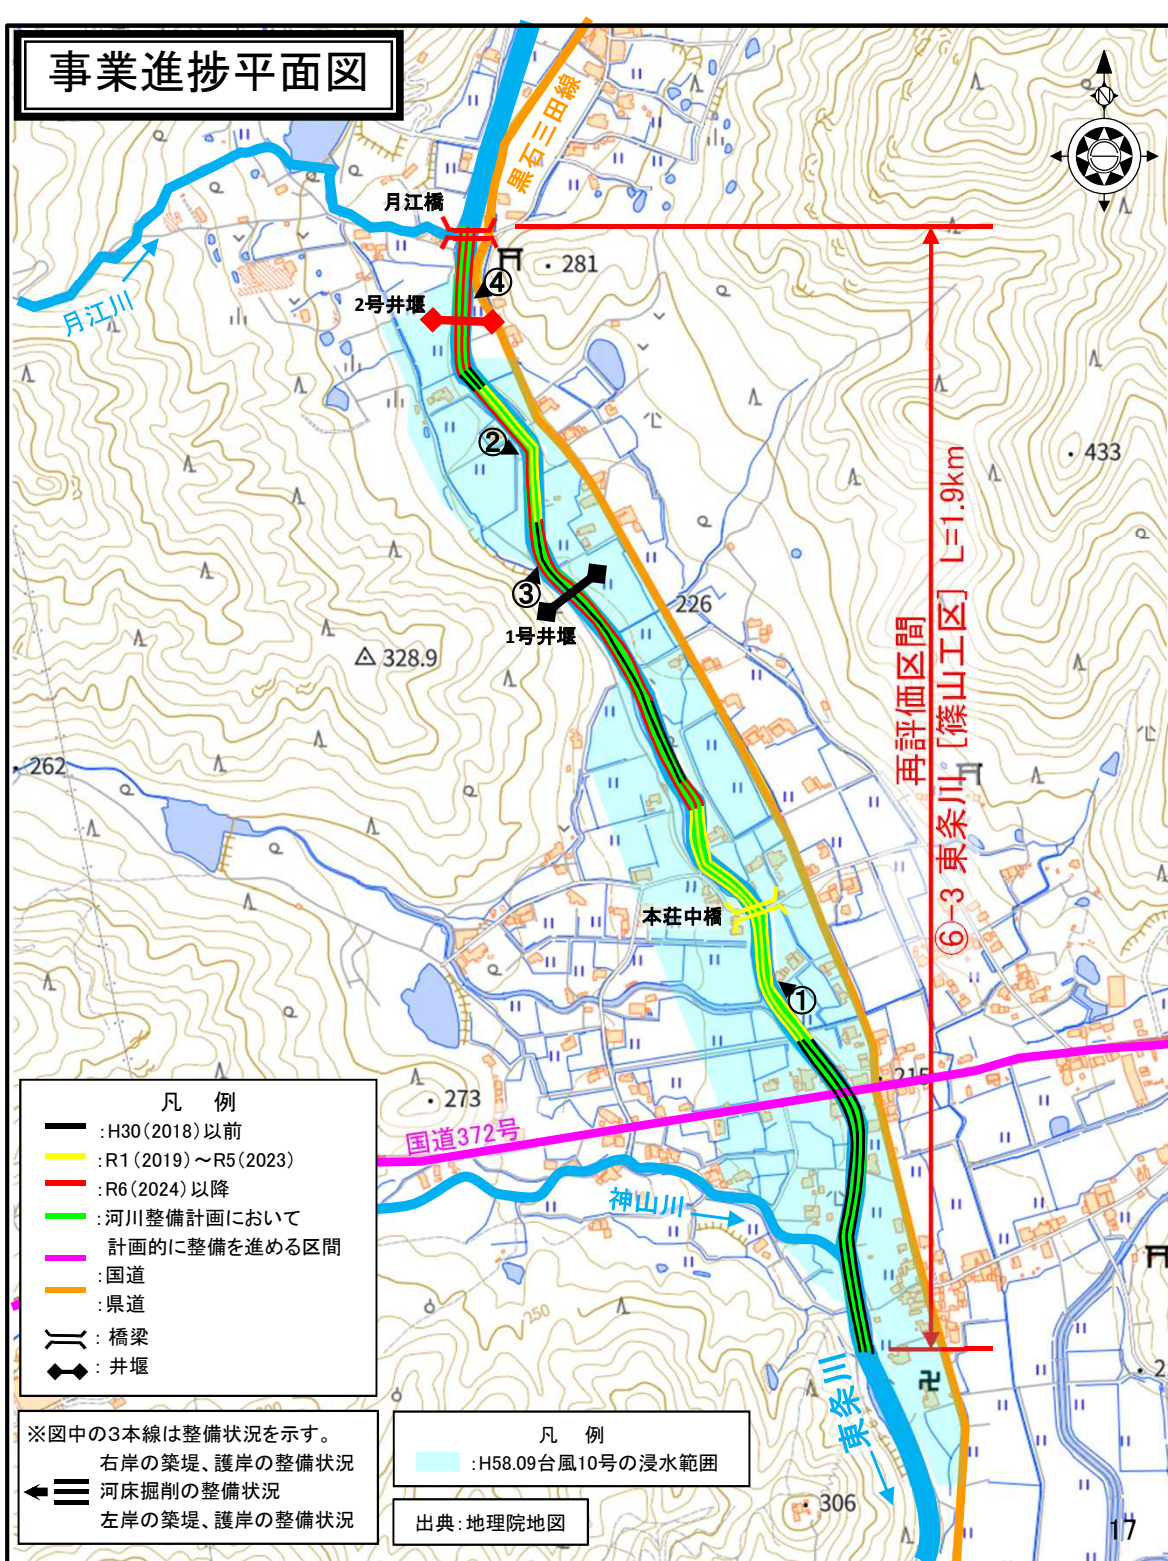 事業進捗平面図
N
黒石三田線
月江橋
281
④
2号井堰
月江川
②
433
③
1号井堰
226
328.9
再評価区間
⑥-3 東条川 [篠山工区] L=1.9km
262
本荘中橋
①
215
273
国道372号
神山川
250
東条川
306
凡 例
:H30(2018)以前
:R1(2019)～R5(2023)
:R6(2024)以降
:河川整備計画において
計画的に整備を進める区間
:国道
:県道
:橋梁
:井堰
※図中の3本線は整備状況を示す。
右岸の築堤、護岸の整備状況
河床掘削の整備状況
左岸の築堤、護岸の整備状況
凡 例
:H58.09台風10号の浸水範囲
出典:地理院地図
17